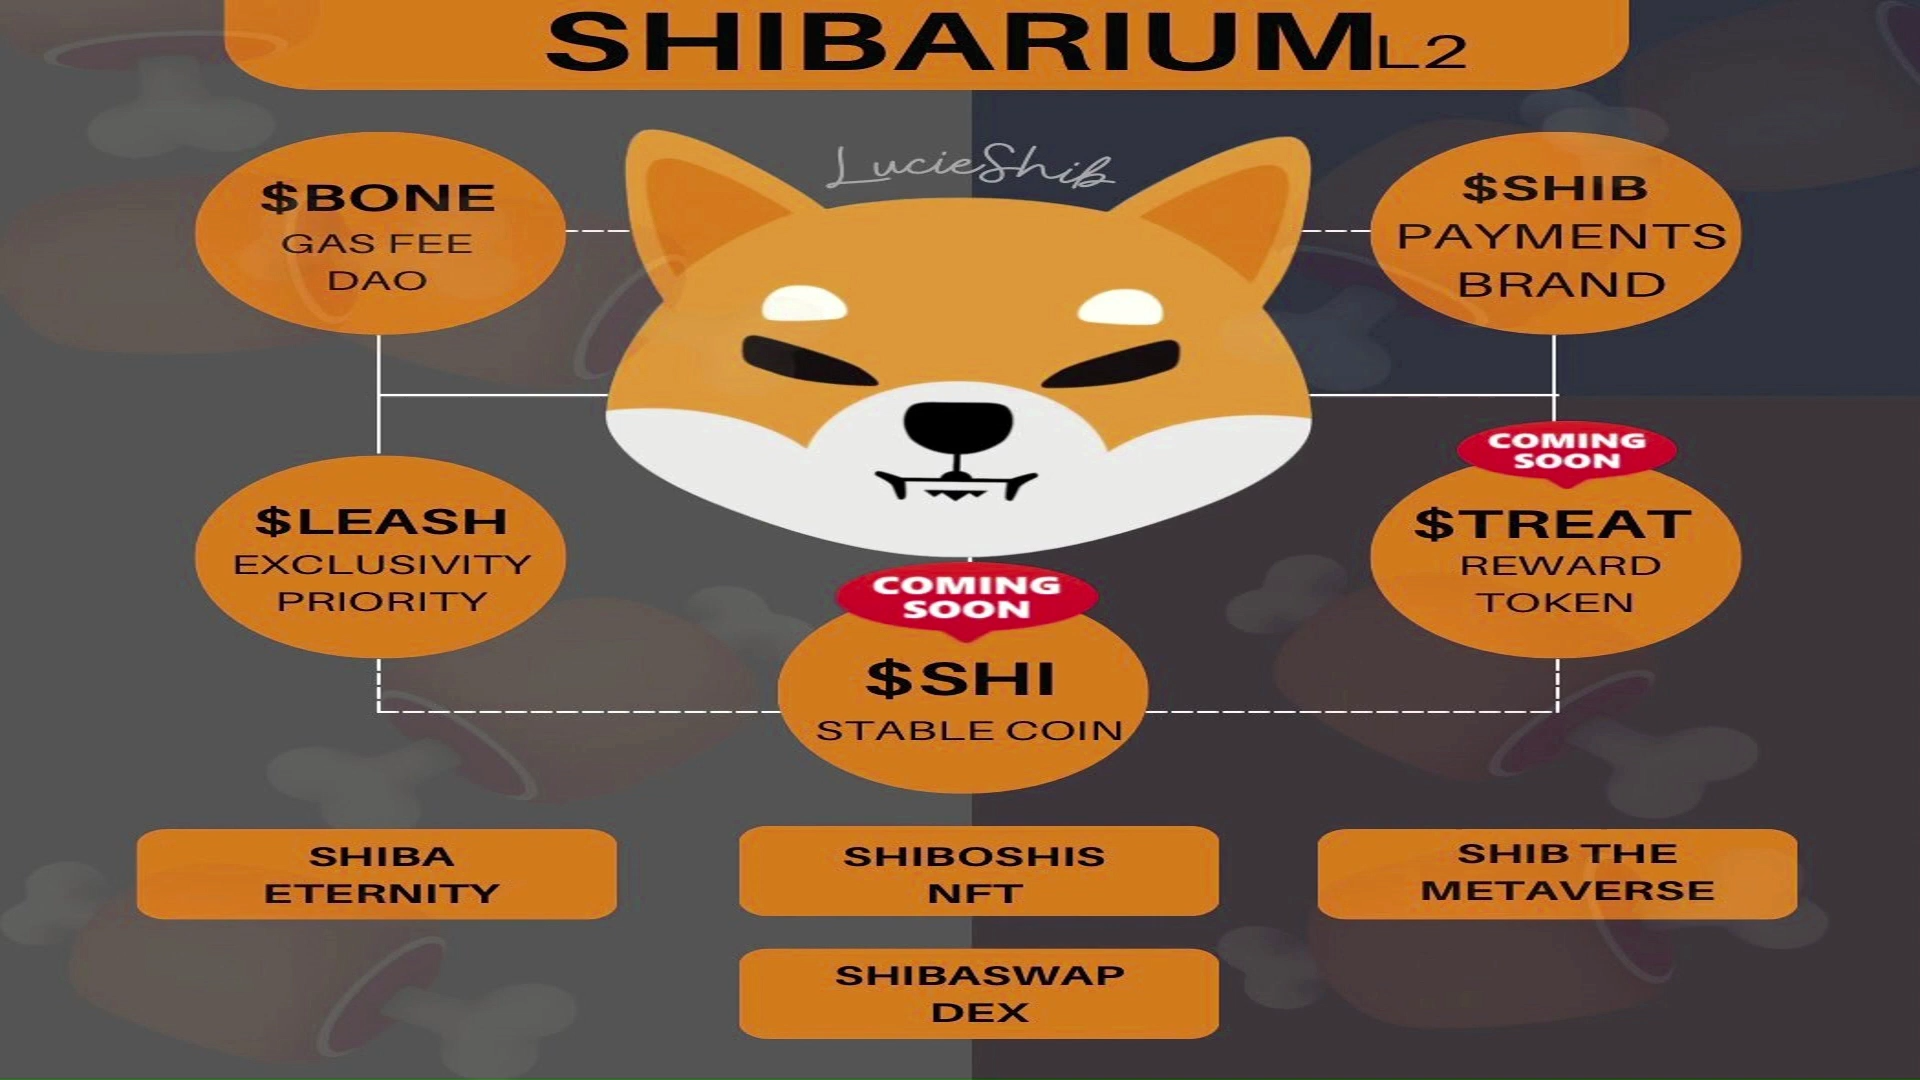 SHIBARIUM L2
LucieShib
$BONE
GAS FEE
DAO
$SHIB
PAYMENTS
BRAND
$LEASH
EXCLUSIVITY
PRIORITY
COMING
SOON
$TREAT
REWARD
TOKEN
COMING
SOON
$SHI
STABLE COIN
SHIBA
ETERNITY
SHIBOSHIS
NFT
SHIB THE
METAVERSE
SHIBASWAP
DEX